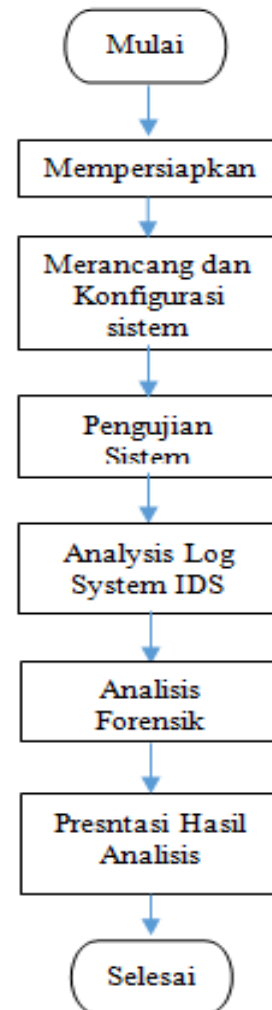 Mulai
Mempersiapkan
Merancang dan
Konfigurasi
sistem
Pengujian
Sistem
Analysis Log
System IDS
Analisis
Forensik
Presntasi Hasil
Analisis
Selesai